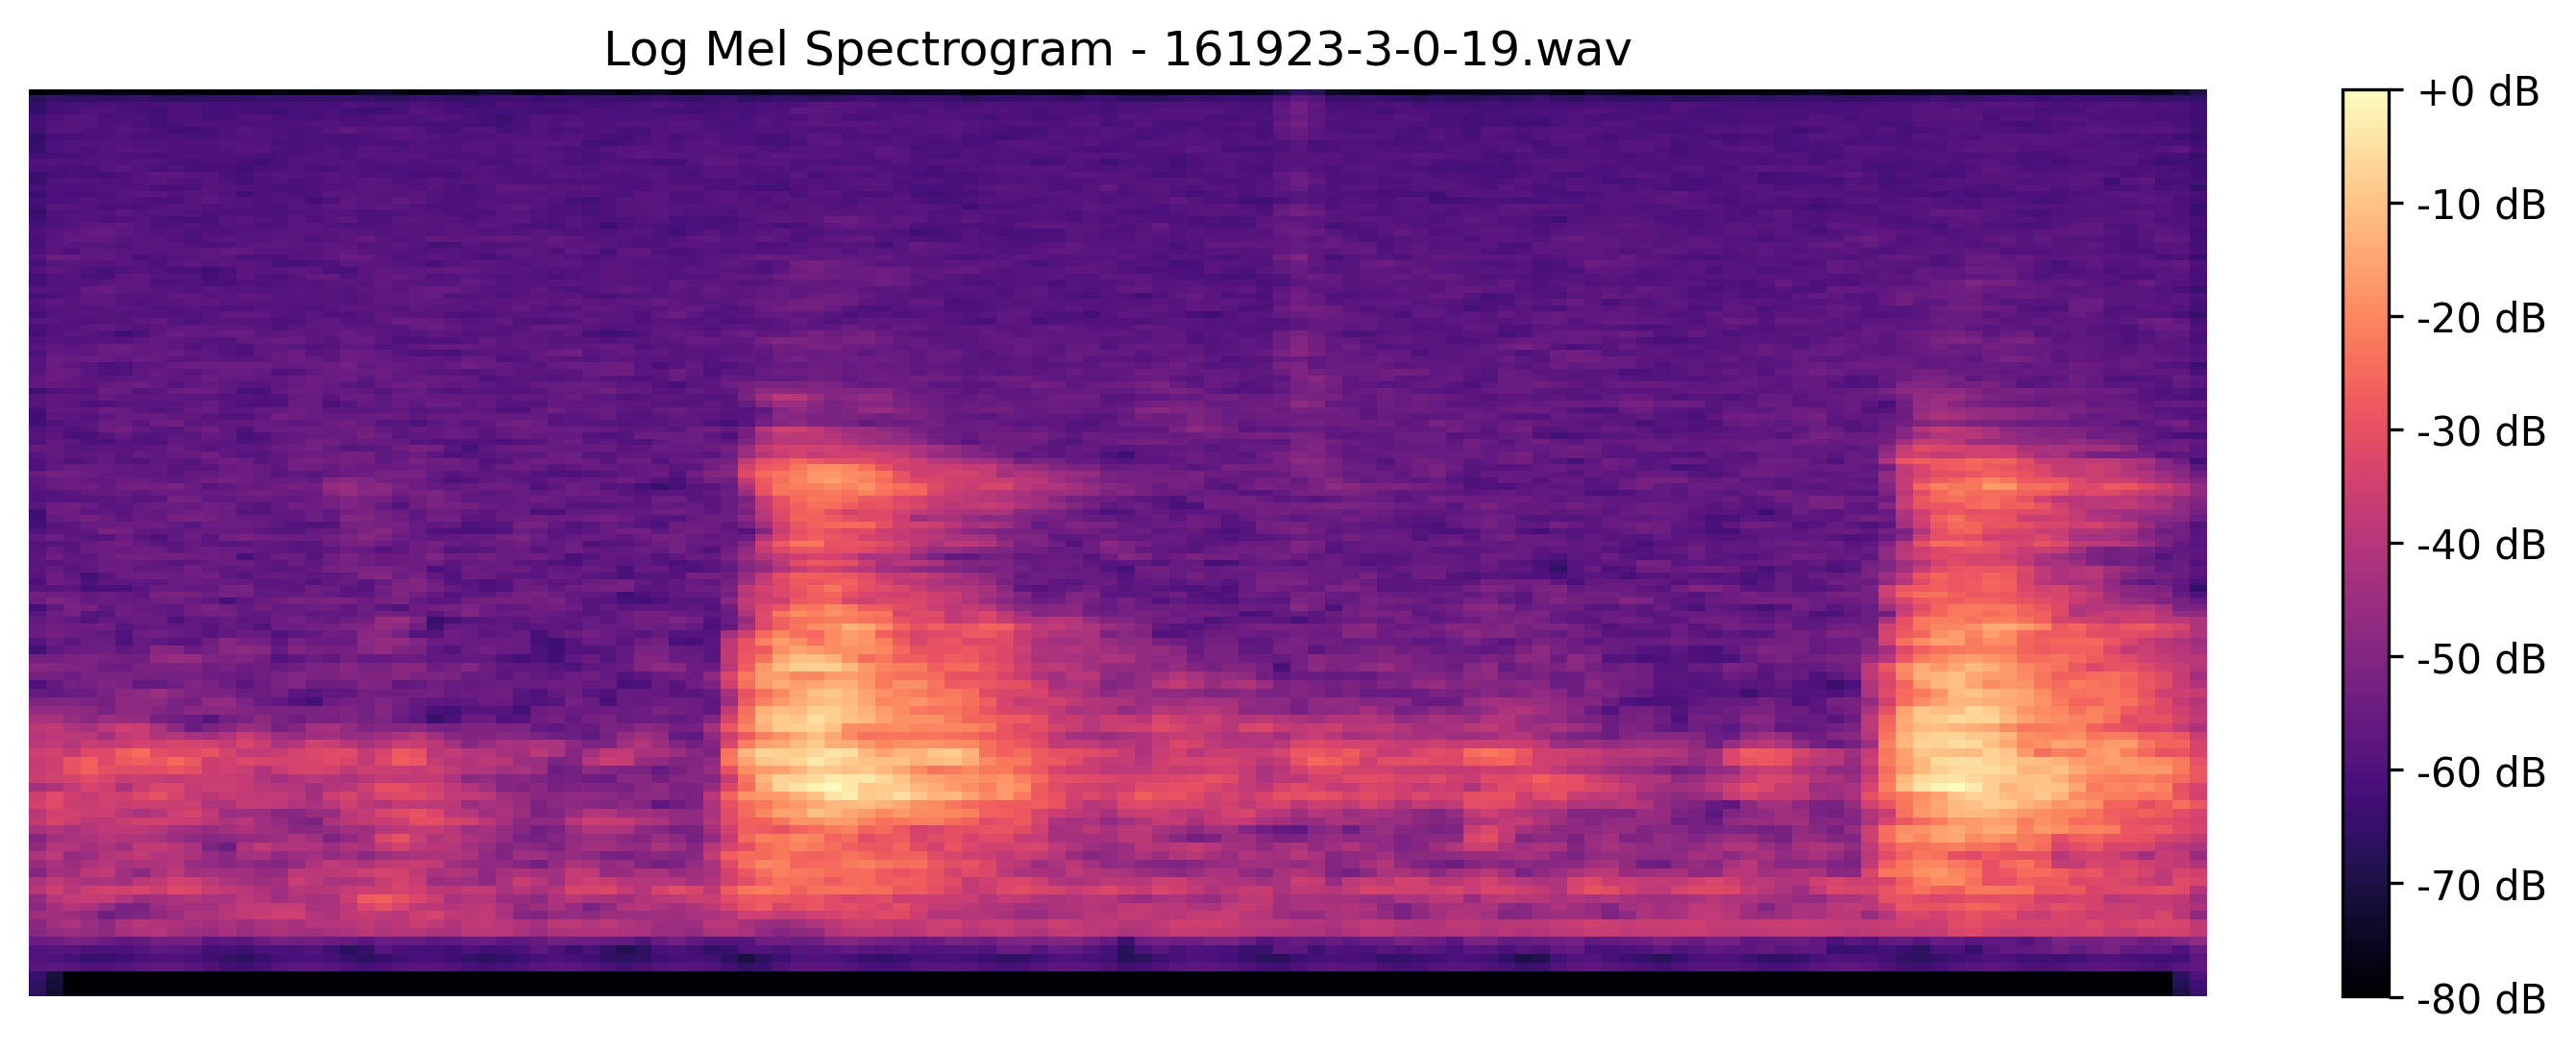 Log Mel Spectrogram - 161923-3-0-19.wav
+0 dB
-10 dB
-20 dB
-30 dB
-40 dB
-50 dB
-60 dB
-70 dB
-80 dB